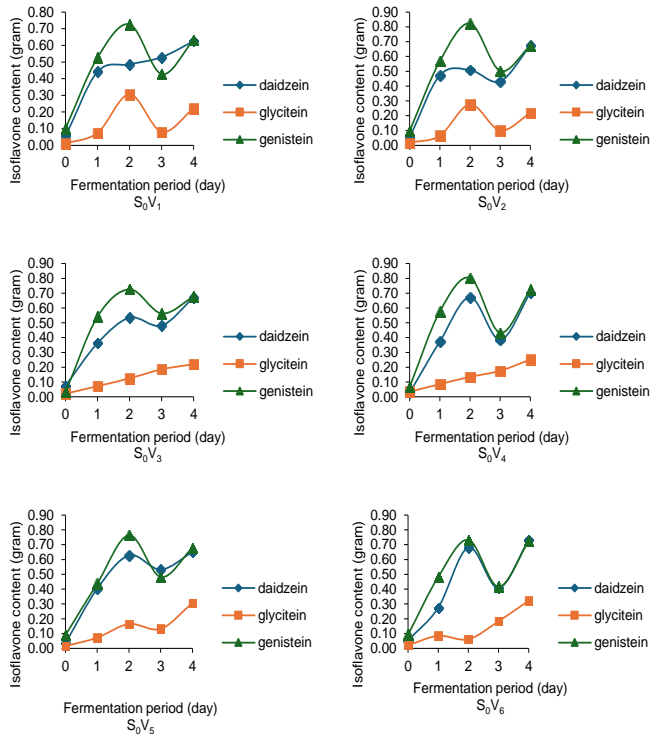 Isoflavone content (gram)
0.80
0.70
0.60
0.50
0.40
0.30
0.20
0.10
0.00
0 1 2 3 4
Fermentation period (day)
S0V1
daidzein
glycitein
genistein
Isoflavone content (gram)
0.90
0.80
0.70
0.60
0.50
0.40
0.30
0.20
0.10
0.00
0 1 2 3 4
Fermentation period (day)
S0V2
daidzein
glycitein
genistein
Isoflavone content (gram)
0.90
0.80
0.70
0.60
0.50
0.40
0.30
0.20
0.10
0.00
0 1 2 3 4
Fermentation period (day)
S0V3
daidzein
glycitein
genistein
Isoflavone content (gram)
0.90
0.80
0.70
0.60
0.50
0.40
0.30
0.20
0.10
0.00
0 1 2 3 4
Fermentation period (day)
S0V4
daidzein
glycitein
genistein
Isoflavone content (gram)
0.90
0.80
0.70
0.60
0.50
0.40
0.30
0.20
0.10
0.00
0 1 2 3 4
Fermentation period (day)
S0V5
daidzein
glycitein
genistein
Isoflavone content (gram)
0.90
0.80
0.70
0.60
0.50
0.40
0.30
0.20
0.10
0.00
0 1 2 3 4
Fermentation period (day)
S0V6
daidzein
glycitein
genistein